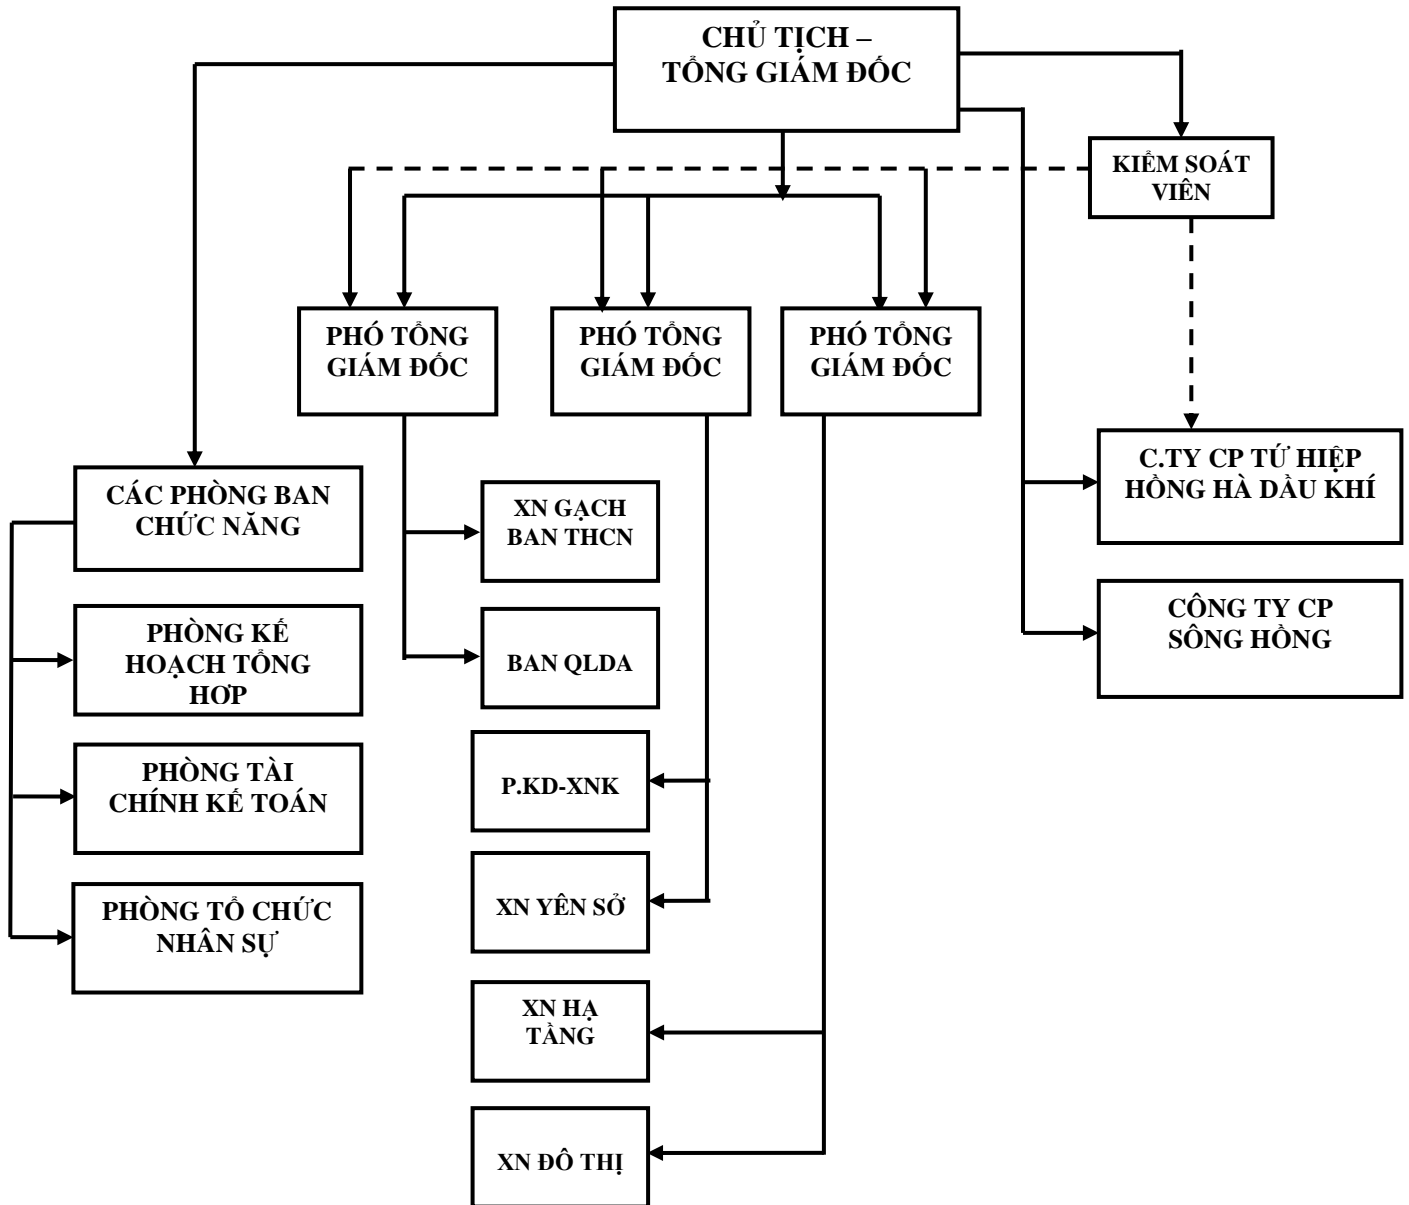 CHỦ TỊCH –
TỔNG GIÁM ĐỐC
KIỂM SOÁT
VIÊN
PHÓ TỔNG
GIÁM ĐỐC
PHÓ TỔNG
GIÁM ĐỐC
PHÓ TỔNG
GIÁM ĐỐC
C.TY CP TỨ HIỆP
HỒNG HÀ DẦU KHÍ
CÁC PHÒNG BAN
CHỨC NĂNG
XN GẠCH
BAN THCN
CÔNG TY CP
SÔNG HỒNG
PHÒNG KẾ
HOẠCH TỔNG
HƠP
BAN QLDA
PHÒNG TÀI
CHÍNH KẾ TOÁN
P.KD-XNK
PHÒNG TỔ CHỨC
NHÂN SỰ
XN YÊN SỞ
XN HẠ
TẦNG
XN ĐÔ THỊ